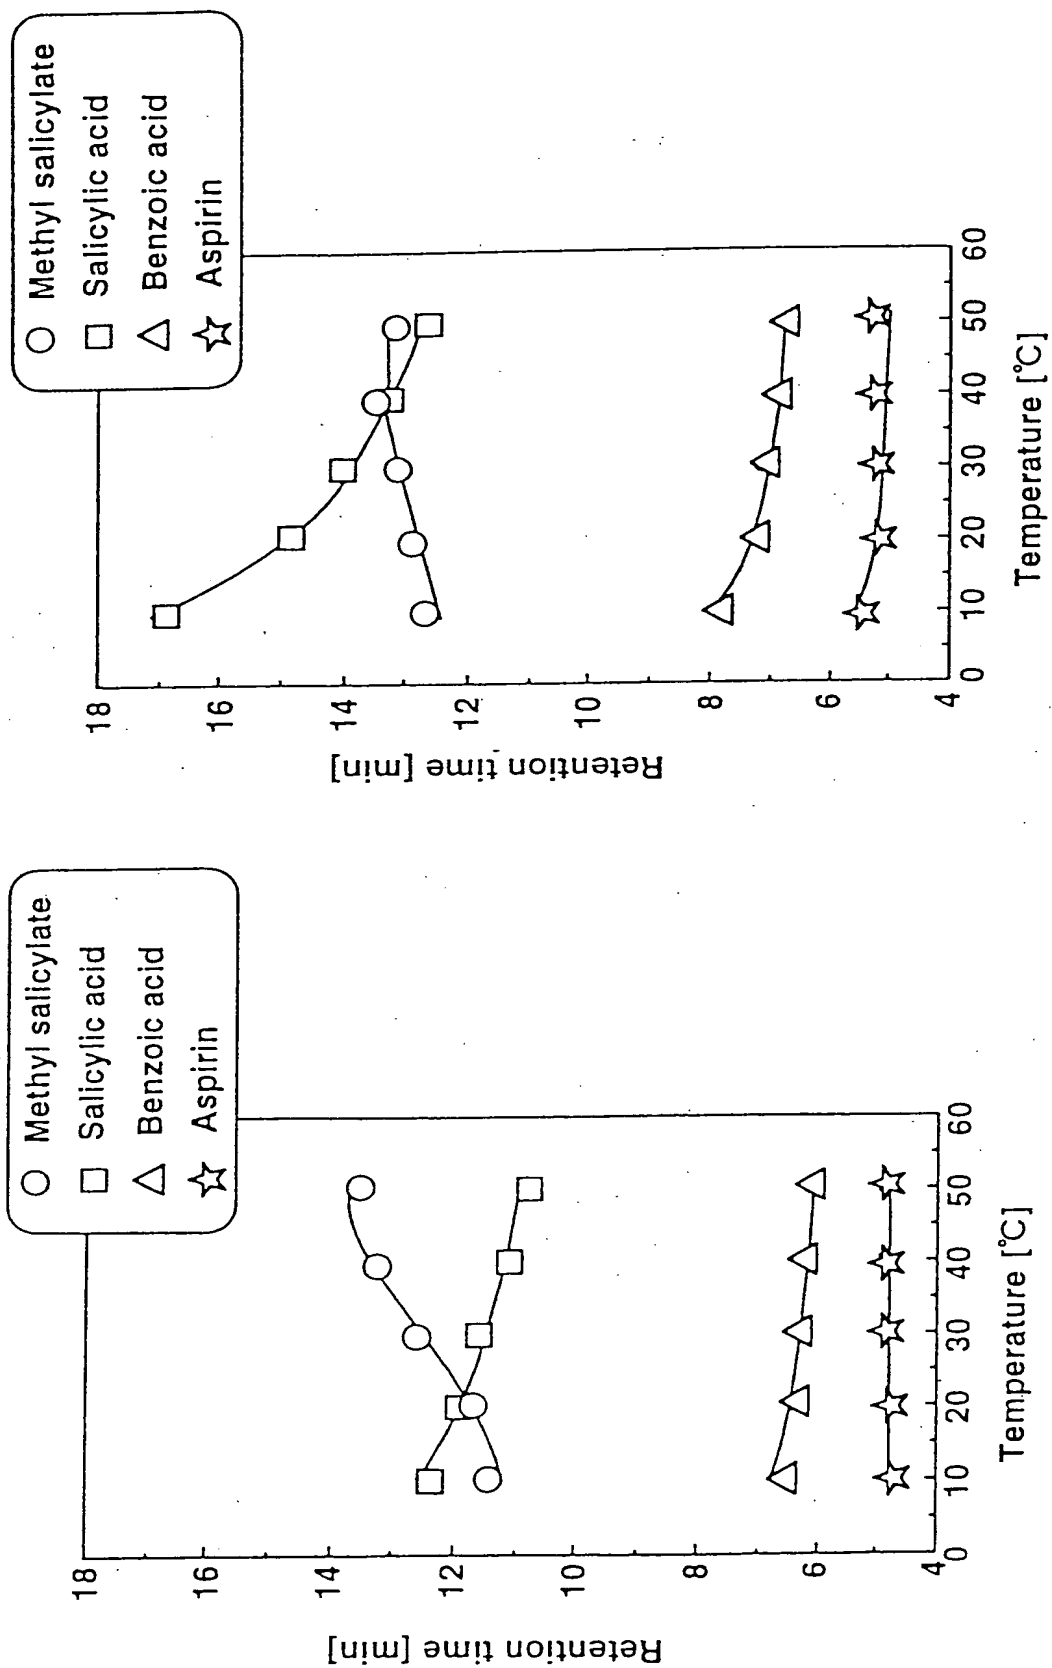 Methyl salicylate
Salicylic acid
Benzoic acid
Aspirin
18
16
14
12
10
8
6
4
0
10
20
30
40
50
60
Retention time [min]
Temperature [°C]
Methyl salicylate
Salicylic acid
Benzoic acid
Aspirin
18
16
14
12
10
8
6
4
0
10
20
30
40
50
60
Retention time [min]
Temperature [°C]